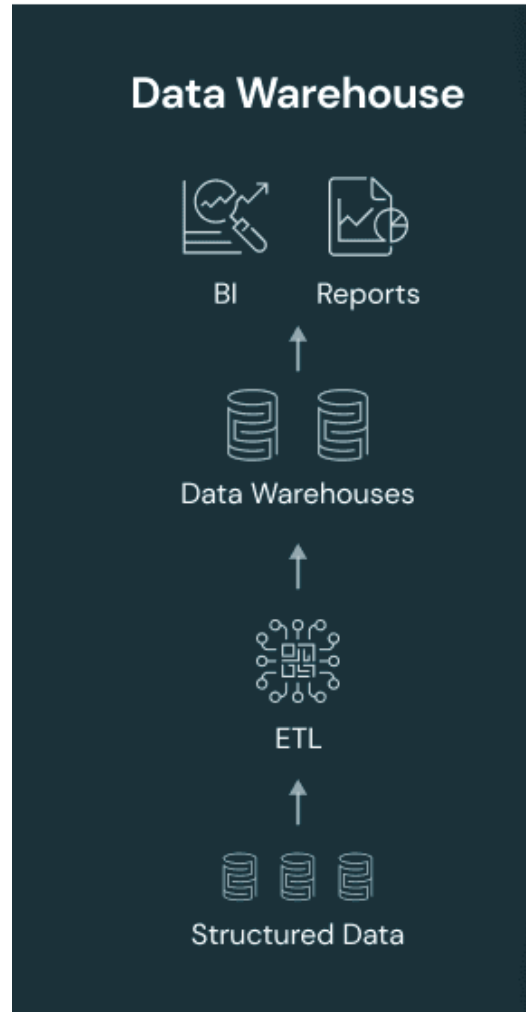 Data Warehouse
BI
Reports
Data Warehouses
ETL
Structured Data